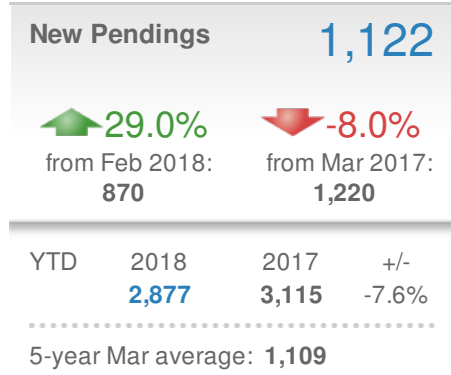 New Pendings 1,122
29.0% -8.0%
from Feb 2018: from Mar 2017:
870 1,220
YTD 2018 2017 +/-
2,877 3,115 -7.6%
5-year Mar average: 1,109